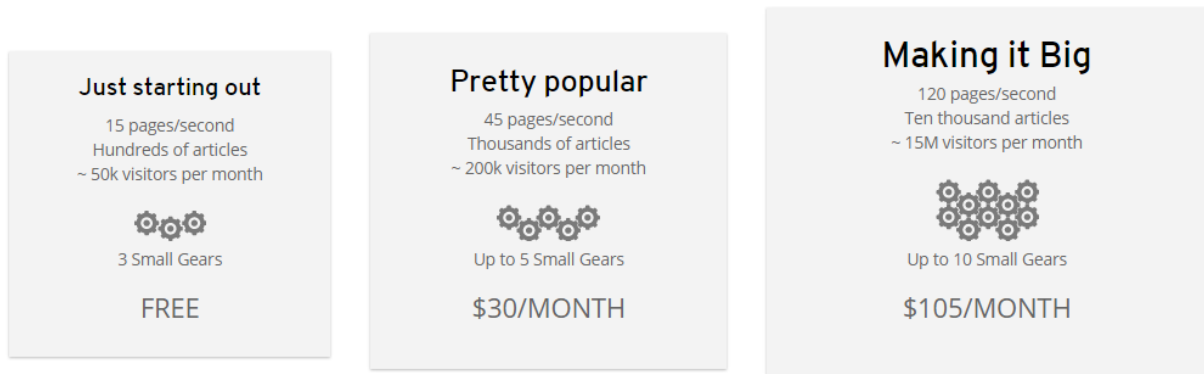 Just starting out
15 pages/second
Hundreds of articles
~ 50k visitors per month
3 Small Gears
FREE
Pretty popular
45 pages/second
Thousands of articles
~ 200k visitors per month
Up to 5 Small Gears
$30/MONTH
Making it Big
120 pages/second
Ten thousand articles
~ 15M visitors per month
Up to 10 Small Gears
$105/MONTH